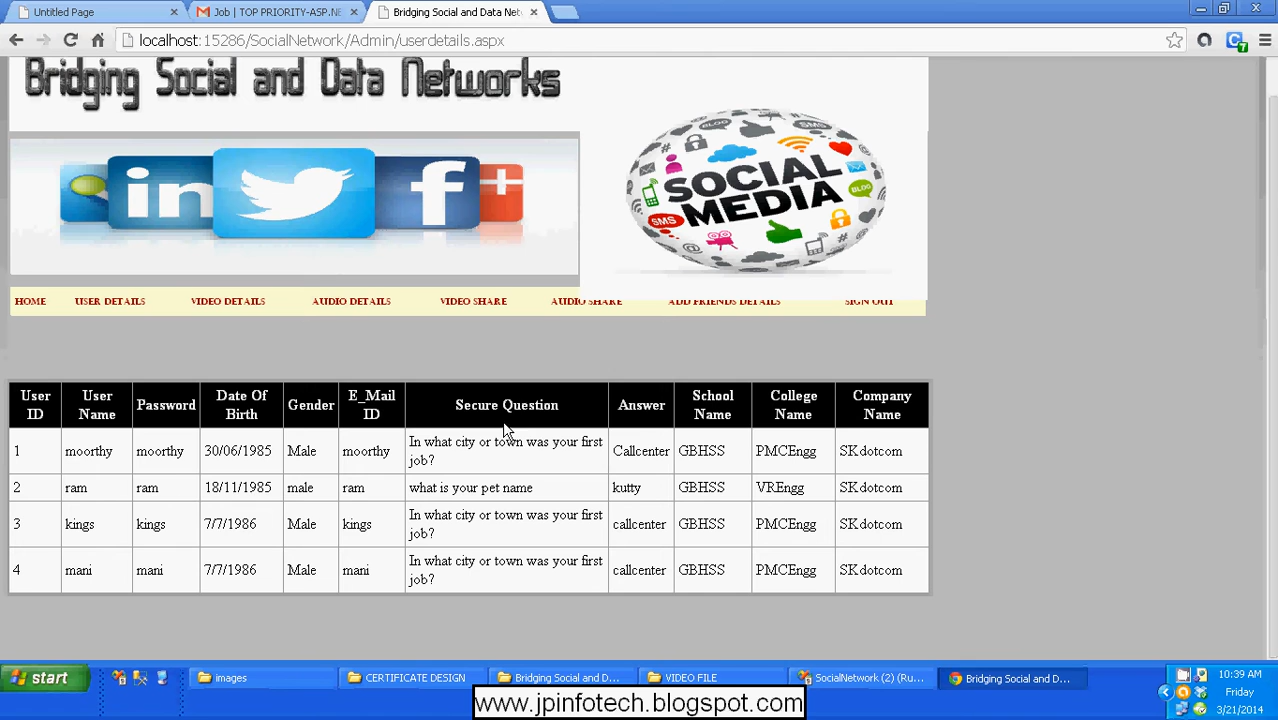 Untitled Page
Job | TOP PRIORITY-ASP.NE
Bridging Social and Data Net
localhost:15286/SocialNetwork/Admin/userdetails.aspx
7
Bridging Social and Data Networks
in
f
+
BLOG
SMS
SOCIAL
MEDIA
BLOG
SMS
HOME USER DETAILS VIDEO DETAILS AUDIO DETAILS VIDEO SHARE AUDIO SHARE ADD FRIENDS DETAILS SIGN OUT
User ID User Name Password Date Of Birth Gender E_Mail ID Secure Question Answer School Name College Name Company Name
1 moorthy moorthy 30/06/1985 Male moorthy In what city or town was your first job? Callcenter GBHSS PMCEngg SKdotcom
2 ram ram 18/11/1985 male ram what is your pet name kutty GBHSS VREngg SKdotcom
3 kings kings 7/7/1986 Male kings In what city or town was your first job? callcenter GBHSS PMCEngg SKdotcom
4 mani mani 7/7/1986 Male mani In what city or town was your first job? callcenter GBHSS PMCEngg SKdotcom
start
images
CERTIFICATE DESIGN
Bridging Social and D...
VIDEO FILE
SocialNetwork (2) (Ru...
Bridging Social and D...
10:39 AM
Friday
3/21/2014
www.jpinfotech.blogspot.com